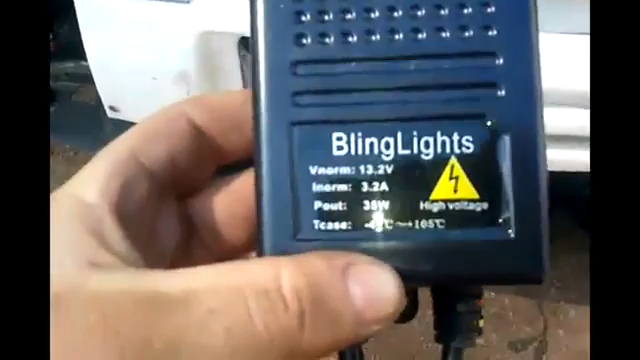 BlingLights
Vnorm: 13.2V
Inorm: 3.2A
Pout: 35W
High voltage
Tcase: ~+105℃